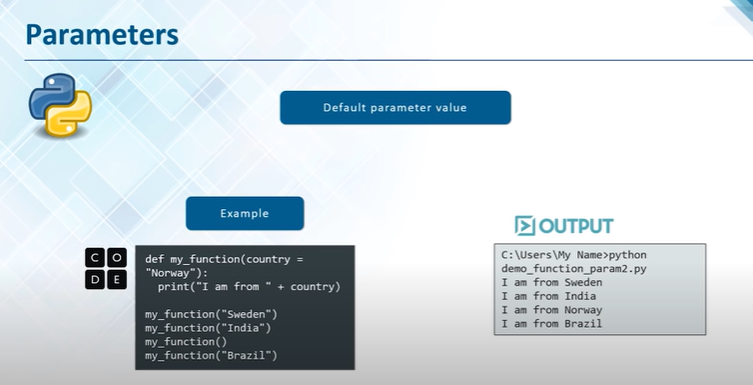 Parameters
Default parameter value
Example
C O
D E
def my_function(country =
"Norway"):
  print("I am from " + country)
my_function("Sweden")
my_function("India")
my_function()
my_function("Brazil")
OUTPUT
C:\Users\My Name>python
demo_function_param2.py
I am from Sweden
I am from India
I am from Norway
I am from Brazil